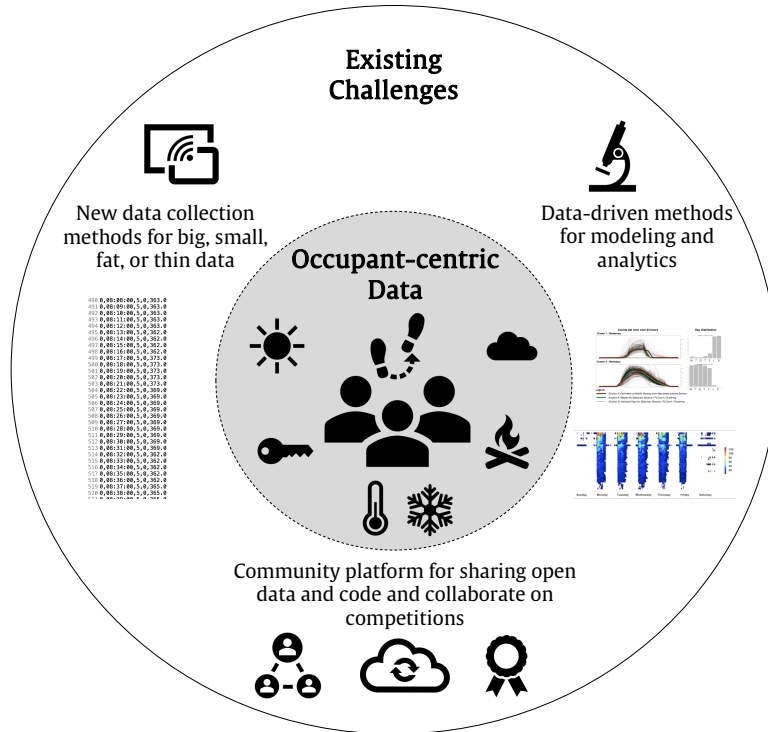 Existing
Challenges
New data collection
methods for big, small,
fat, or thin data
Data-driven methods
for modeling and
analytics
Occupant-centric
Data
490 0,08:08:00,5,0,363.0
491 0,08:09:00,5,0,363.0
492 0,08:10:00,5,0,363.0
493 0,08:11:00,5,0,363.0
494 0,08:12:00,5,0,363.0
495 0,08:13:00,5,0,362.0
496 0,08:14:00,5,0,362.0
497 0,08:15:00,5,0,362.0
498 0,08:16:00,5,0,362.0
499 0,08:17:00,5,0,373.0
500 0,08:18:00,5,0,373.0
501 0,08:19:00,5,0,373.0
502 0,08:20:00,5,0,373.0
503 0,08:21:00,5,0,373.0
504 0,08:22:00,5,0,369.0
505 0,08:23:00,5,0,369.0
506 0,08:24:00,5,0,369.0
507 0,08:25:00,5,0,369.0
508 0,08:26:00,5,0,369.0
509 0,08:27:00,5,0,369.0
510 0,08:28:00,5,0,369.0
511 0,08:29:00,5,0,369.0
512 0,08:30:00,5,0,369.0
513 0,08:31:00,5,0,369.0
514 0,08:32:00,5,0,362.0
515 0,08:33:00,5,0,362.0
516 0,08:34:00,5,0,362.0
517 0,08:35:00,5,0,362.0
518 0,08:36:00,5,0,362.0
519 0,08:37:00,5,0,365.0
520 0,08:38:00,5,0,365.0
Counts per hour over 24 hours
Day Distribution
Sunday Monday Tuesday Wednesday Thursday Friday Saturday
Community platform for sharing open
data and code and collaborate on
competitions